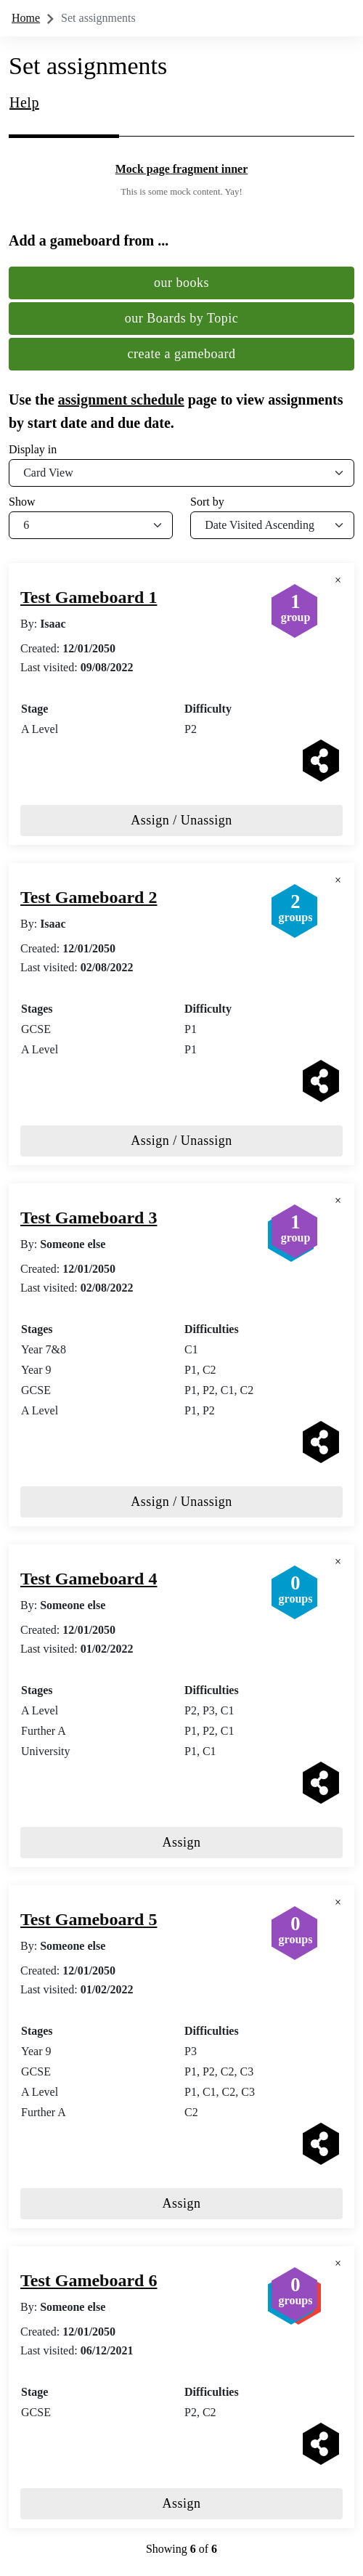 Home
Set assignments
Set assignments
Help
Mock page fragment inner
This is some mock content. Yay!
Add a gameboard from ...
our books
our Boards by Topic
create a gameboard
Use the assignment schedule page to view assignments
by start date and due date.
Display in
Card View
Show
Sort by
6
Date Visited Ascending
×
Test Gameboard 1
1
group
By: Isaac
Created: 12/01/2050
Last visited: 09/08/2022
Stage
Difficulty
A Level
P2
Assign / Unassign
×
Test Gameboard 2
2
groups
By: Isaac
Created: 12/01/2050
Last visited: 02/08/2022
Stages
Difficulty
GCSE
P1
A Level
P1
Assign / Unassign
×
Test Gameboard 3
1
group
By: Someone else
Created: 12/01/2050
Last visited: 02/08/2022
Stages
Difficulties
Year 7&8
C1
Year 9
P1, C2
GCSE
P1, P2, C1, C2
A Level
P1, P2
Assign / Unassign
×
Test Gameboard 4
0
groups
By: Someone else
Created: 12/01/2050
Last visited: 01/02/2022
Stages
Difficulties
A Level
P2, P3, C1
Further A
P1, P2, C1
University
P1, C1
Assign
×
Test Gameboard 5
0
groups
By: Someone else
Created: 12/01/2050
Last visited: 01/02/2022
Stages
Difficulties
Year 9
P3
GCSE
P1, P2, C2, C3
A Level
P1, C1, C2, C3
Further A
C2
Assign
×
Test Gameboard 6
0
groups
By: Someone else
Created: 12/01/2050
Last visited: 06/12/2021
Stage
Difficulties
GCSE
P2, C2
Assign
Showing 6 of 6